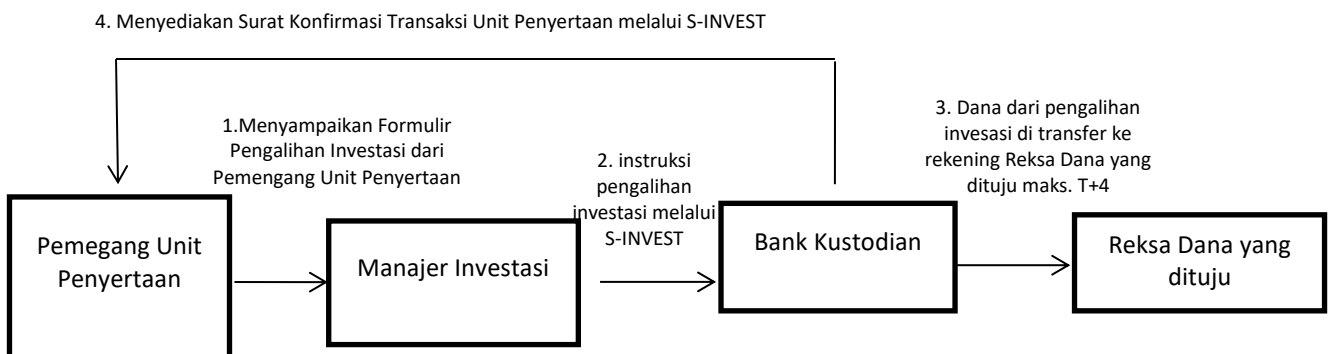 4. Menyediakan Surat Konfirmasi Transaksi Unit Penyertaan melalui S-INVEST
1.Menyampaikan Formulir
Pengalihan Investasi dari
Pemengang Unit Penyertaan
2. instruksi
pengalihan
investasi melalui
S-INVEST
3. Dana dari pengalihan
invesasi di transfer ke
rekening Reksa Dana yang
dituju maks. T+4
Pemegang Unit
Penyertaan
Manajer Investasi
Bank Kustodian
Reksa Dana yang
dituju